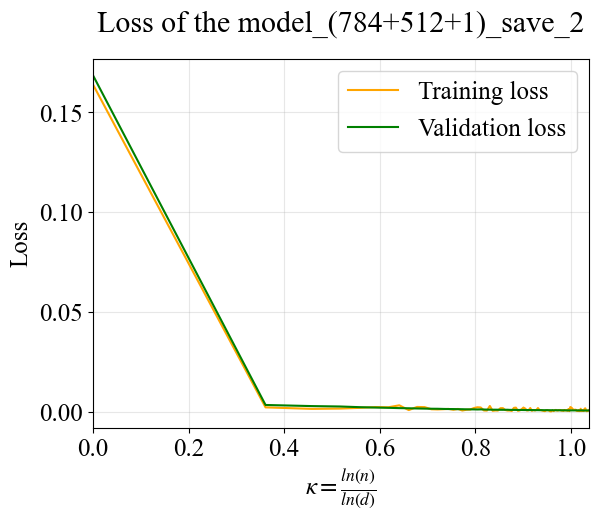 Loss of the model_(784+512+1)_save_2
Training loss
Validation loss
Loss
0.15
0.10
0.05
0.00
0.0 0.2 0.4 0.6 0.8 1.0
κ = ln(n)/ln(d)